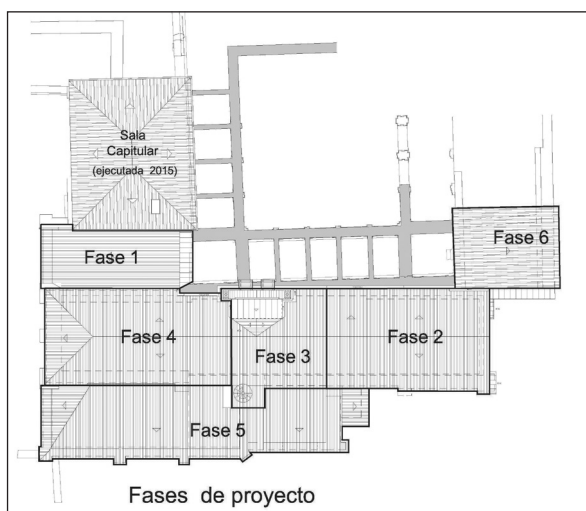 Sala
Capitular
(ejecutada 2015)
Fase 1
Fase 6
Fase 4
Fase 3
Fase 2
Fase 5
Fases de proyecto